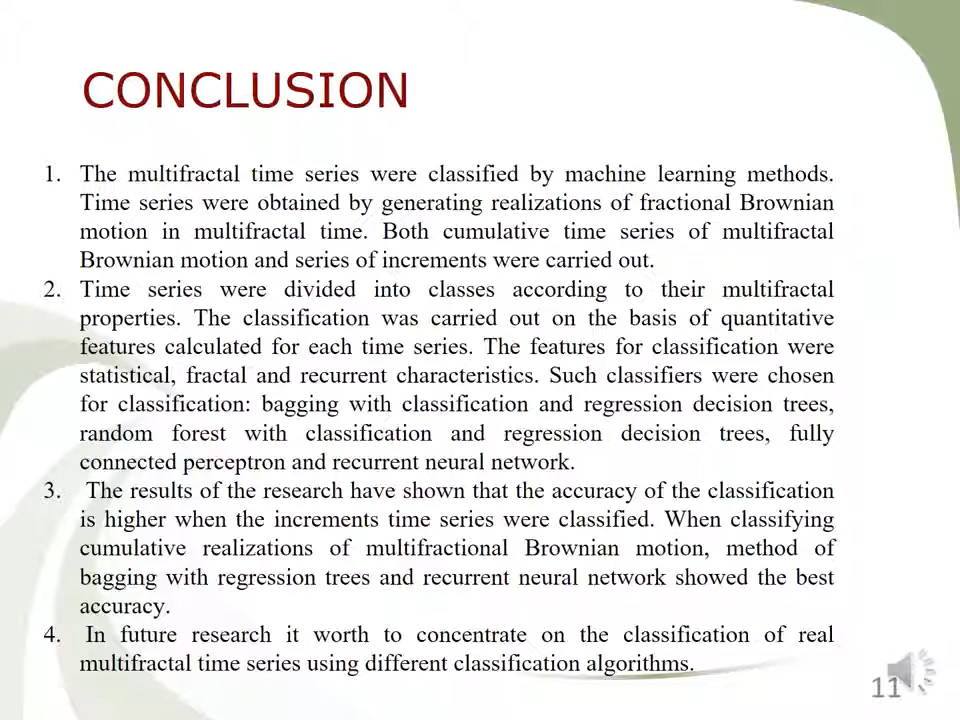 CONCLUSION
1. The multifractal time series were classified by machine learning methods.
Time series were obtained by generating realizations of fractional Brownian
motion in multifractal time. Both cumulative time series of multifractal
Brownian motion and series of increments were carried out.
2. Time series were divided into classes according to their multifractal
properties. The classification was carried out on the basis of quantitative
features calculated for each time series. The features for classification were
statistical, fractal and recurrent characteristics. Such classifiers were chosen
for classification: bagging with classification and regression decision trees,
random forest with classification and regression decision trees, fully
connected perceptron and recurrent neural network.
3. The results of the research have shown that the accuracy of the classification
is higher when the increments time series were classified. When classifying
cumulative realizations of multifractional Brownian motion, method of
bagging with regression trees and recurrent neural network showed the best
accuracy.
4. In future research it worth to concentrate on the classification of real
multifractal time series using different classification algorithms.
11